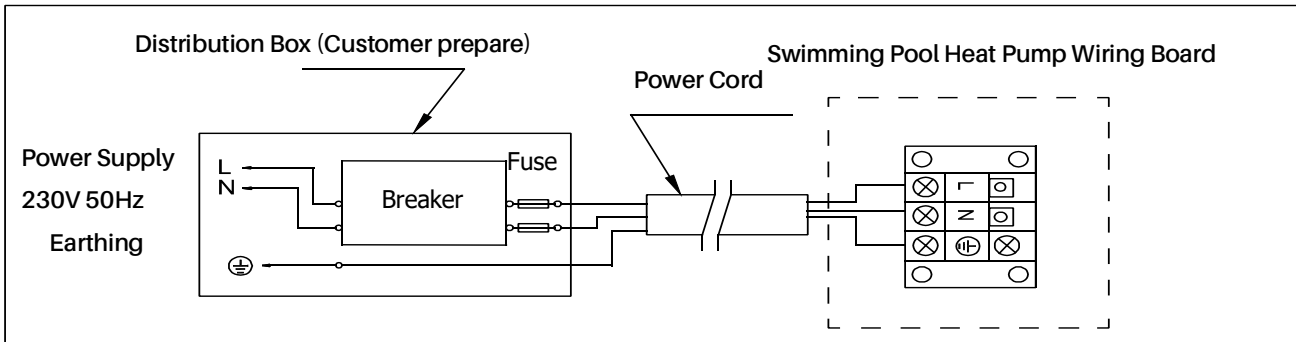 Distribution Box (Customer prepare)
Swimming Pool Heat Pump Wiring Board
Power Cord
Power Supply
230V 50Hz
Earthing
L
N
Breaker
Fuse
L
N